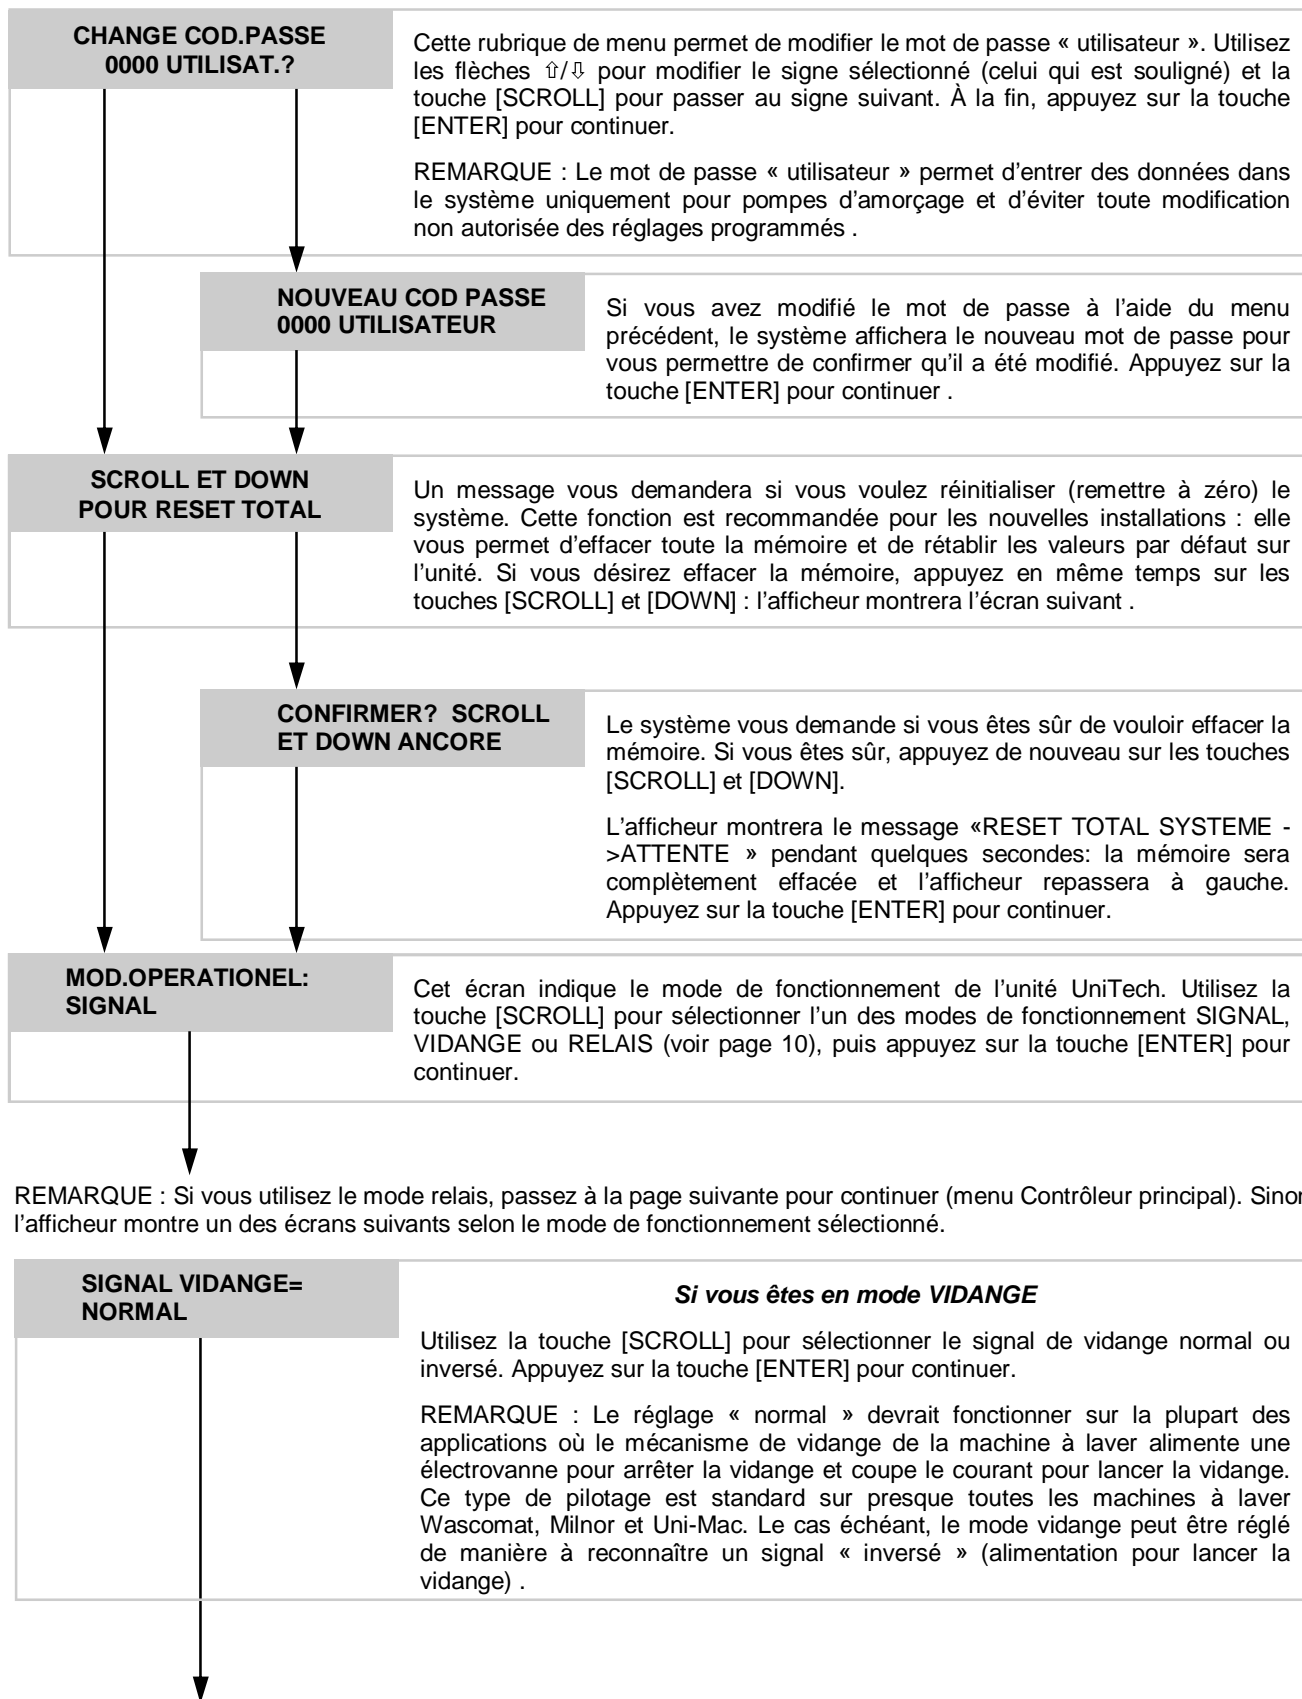 CHANGE COD.PASSE
0000 UTILISAT.?
Cette rubrique de menu permet de modifier le mot de passe « utilisateur ». Utilisez
les flèches ⇧/⇩ pour modifier le signe sélectionné (celui qui est souligné) et la
touche [SCROLL] pour passer au signe suivant. À la fin, appuyez sur la touche
[ENTER] pour continuer.
REMARQUE : Le mot de passe « utilisateur » permet d'entrer des données dans
le système uniquement pour pompes d'amorçage et d'éviter toute modification
non autorisée des réglages programmés .
NOUVEAU COD PASSE
0000 UTILISATEUR
Si vous avez modifié le mot de passe à l'aide du menu
précédent, le système affichera le nouveau mot de passe pour
vous permettre de confirmer qu'il a été modifié. Appuyez sur la
touche [ENTER] pour continuer .
SCROLL ET DOWN
POUR RESET TOTAL
Un message vous demandera si vous voulez réinitialiser (remettre à zéro) le
système. Cette fonction est recommandée pour les nouvelles installations : elle
vous permet d'effacer toute la mémoire et de rétablir les valeurs par défaut sur
l'unité. Si vous désirez effacer la mémoire, appuyez en même temps sur les
touches [SCROLL] et [DOWN] : l'afficheur montrera l'écran suivant .
CONFIRMER? SCROLL
ET DOWN ANCORE
Le système vous demande si vous êtes sûr de vouloir effacer la
mémoire. Si vous êtes sûr, appuyez de nouveau sur les touches
[SCROLL] et [DOWN].
L'afficheur montrera le message «RESET TOTAL SYSTEME -
>ATTENTE » pendant quelques secondes: la mémoire sera
complètement effacée et l'afficheur repassera à gauche.
Appuyez sur la touche [ENTER] pour continuer.
MOD.OPERATIONEL:
SIGNAL
Cet écran indique le mode de fonctionnement de l'unité UniTech. Utilisez la
touche [SCROLL] pour sélectionner l'un des modes de fonctionnement SIGNAL,
VIDANGE ou RELAIS (voir page 10), puis appuyez sur la touche [ENTER] pour
continuer.
REMARQUE : Si vous utilisez le mode relais, passez à la page suivante pour continuer (menu Contrôleur principal). Sinon
l'afficheur montre un des écrans suivants selon le mode de fonctionnement sélectionné.
SIGNAL VIDANGE=
NORMAL
Si vous êtes en mode VIDANGE
Utilisez la touche [SCROLL] pour sélectionner le signal de vidange normal ou
inversé. Appuyez sur la touche [ENTER] pour continuer.
REMARQUE : Le réglage « normal » devrait fonctionner sur la plupart des
applications où le mécanisme de vidange de la machine à laver alimente une
électrovanne pour arrêter la vidange et coupe le courant pour lancer la vidange.
Ce type de pilotage est standard sur presque toutes les machines à laver
Wascomat, Milnor et Uni-Mac. Le cas échéant, le mode vidange peut être réglé
de manière à reconnaître un signal « inversé » (alimentation pour lancer la
vidange) .